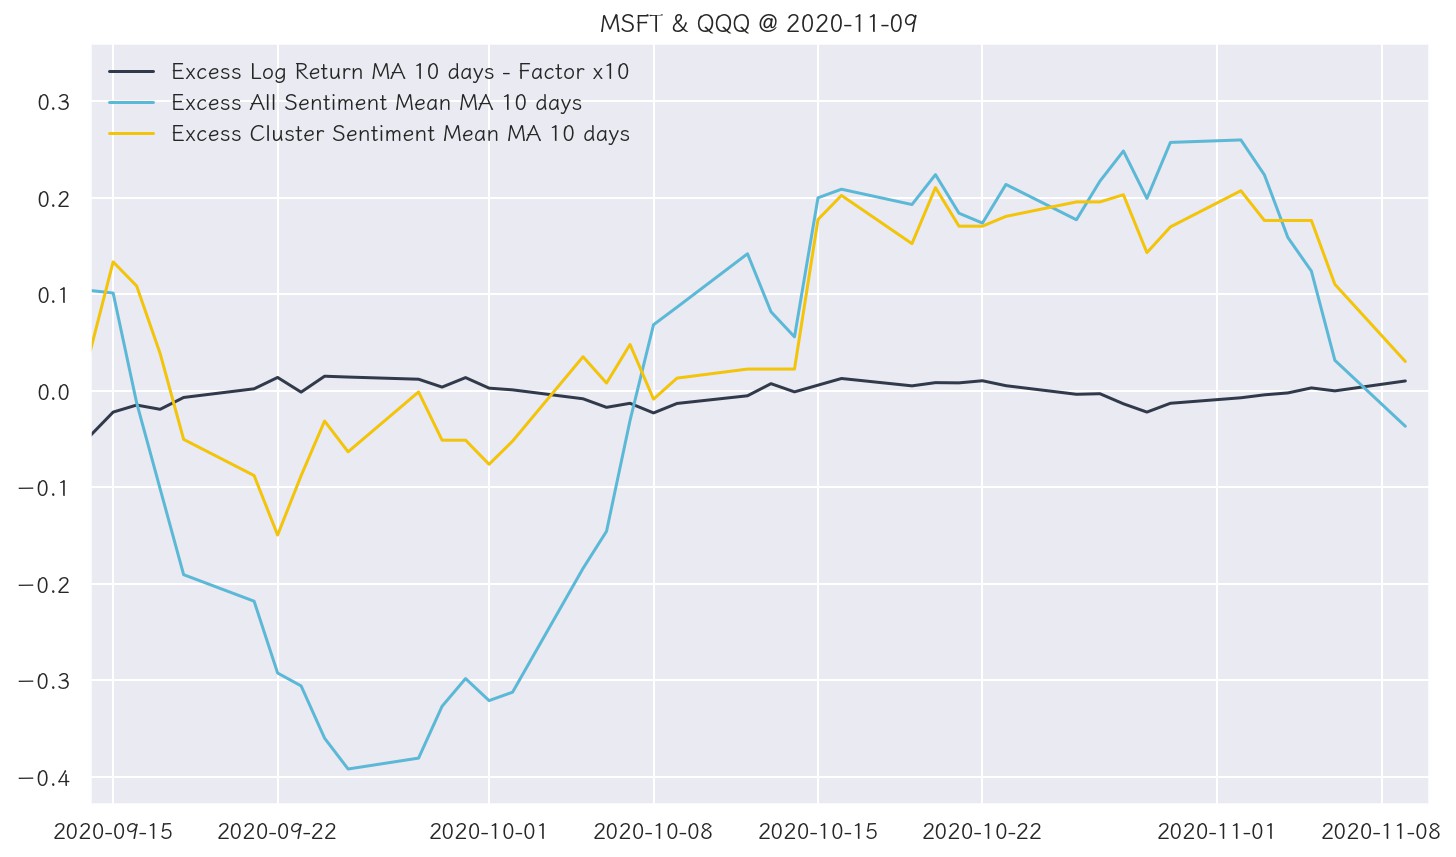 MSFT & QQQ @ 2020-11-09
Excess Log Return MA 10 days - Factor x10
Excess All Sentiment Mean MA 10 days
Excess Cluster Sentiment Mean MA 10 days
0.3
0.2
0.1
0.0
−0.1
−0.2
−0.3
−0.4
2020-09-15 2020-09-22 2020-10-01 2020-10-08 2020-10-15 2020-10-22 2020-11-01 2020-11-08